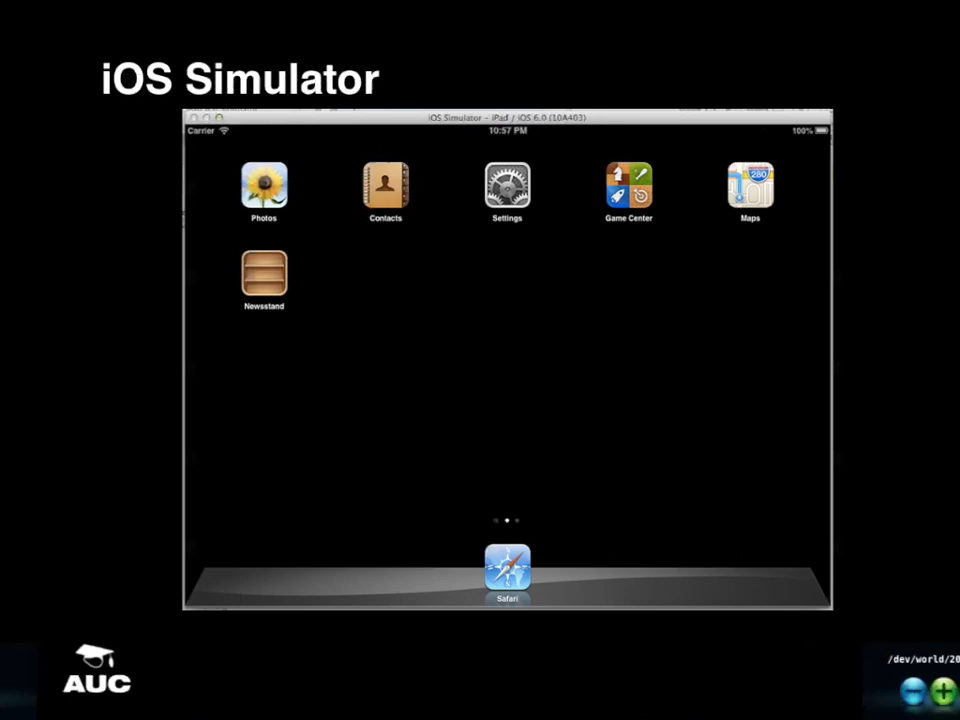 iOS Simulator
iOS Simulator - iPad / iOS 6.0 (10A403)
Carrier 10:57 PM 100%
Photos Contacts Settings Game Center Maps
280
Newsstand
Safari
AUC
/dev/world/20